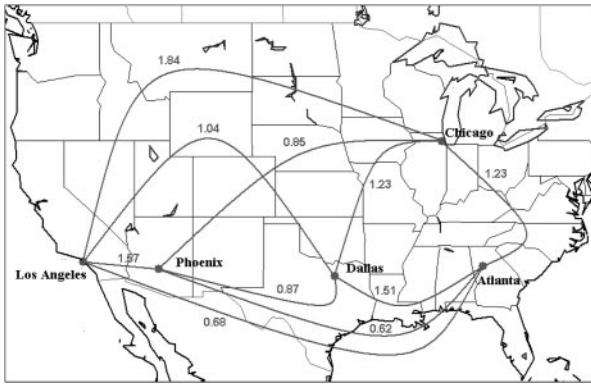 1.84
1.04
0.85
Chicago
1.23
1.23
1.57
Phoenix
Los Angeles
Dallas
Atlanta
0.87
1.51
0.68
0.62